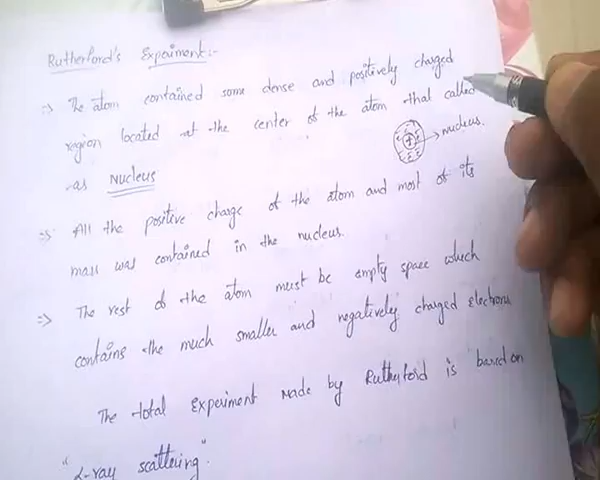 Rutherford's Expeiment:-
=> The atom contained some dense and positively charged
region located at the center of the atom that called
as Nucleus
nucleus.
=> All the positive charge of the atom and most of its
mass was contained in the nucleus.
=> The rest of the atom must be empty space which
contains the much smaller and negatively charged electrons
The total Experiment made by Rutherford is based on
"α-ray scattering".